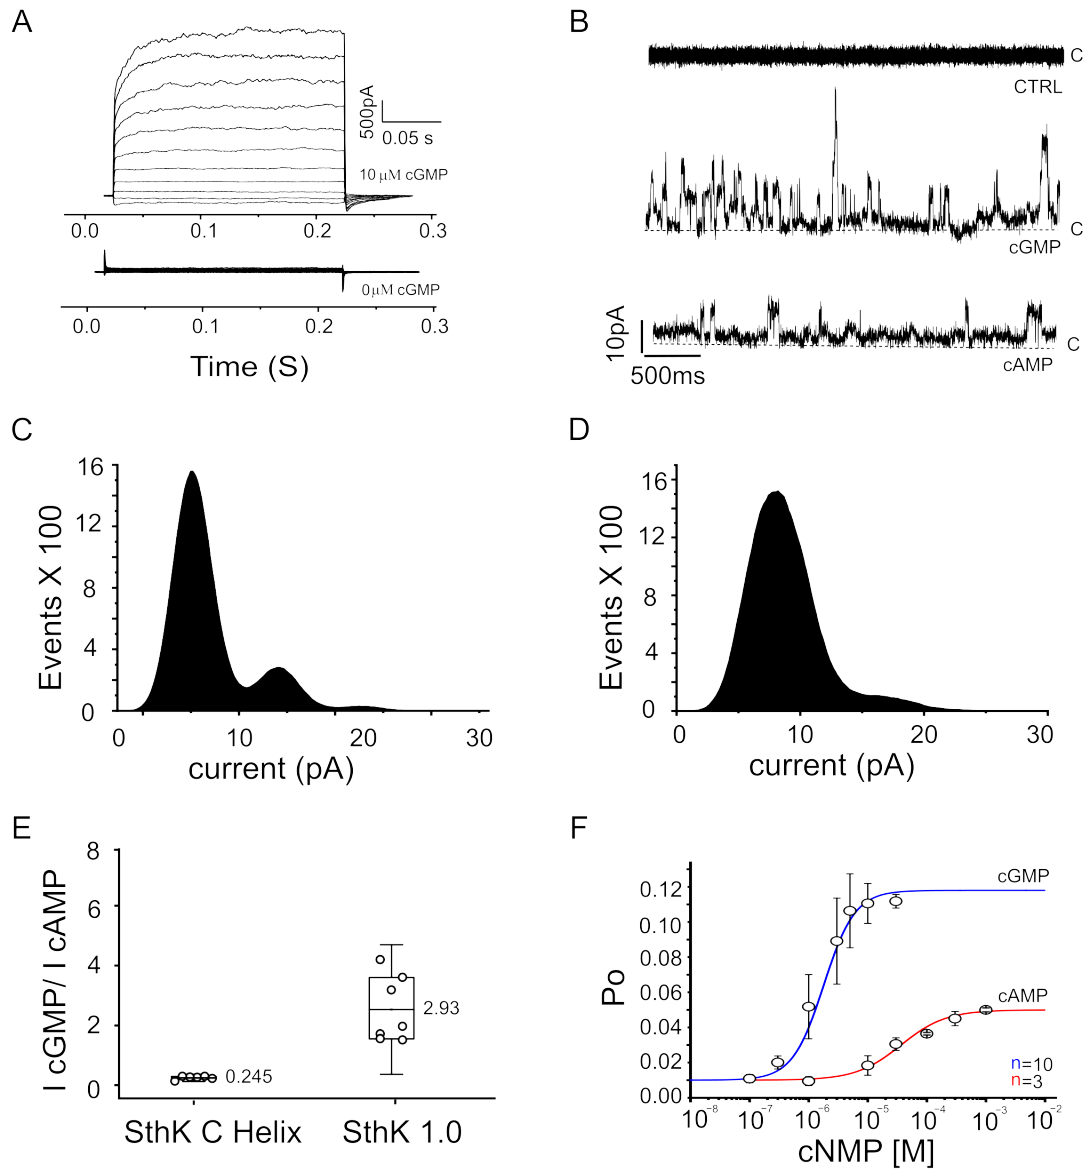 A
500pA
0.05 s
10 μM cGMP
0.0 0.1 0.2 0.3
0μM cGMP
0.0 0.1 0.2 0.3
Time (S)
B
C
CTRL
C
cGMP
10pA
C
cAMP
500ms
C
Events X 100
16
12
8
4
0
0 10 20 30
current (pA)
D
Events X 100
16
12
8
4
0
0 10 20 30
current (pA)
E
I cGMP/ I cAMP
8
6
4
2
0
2.93
0.245
SthK C Helix SthK 1.0
F
Po
0.12
0.10
0.08
0.06
0.04
0.02
0.00
cGMP
cAMP
n=10
n=3
10⁻⁸ 10⁻⁷ 10⁻⁶ 10⁻⁵ 10⁻⁴ 10⁻³ 10⁻²
cNMP [M]